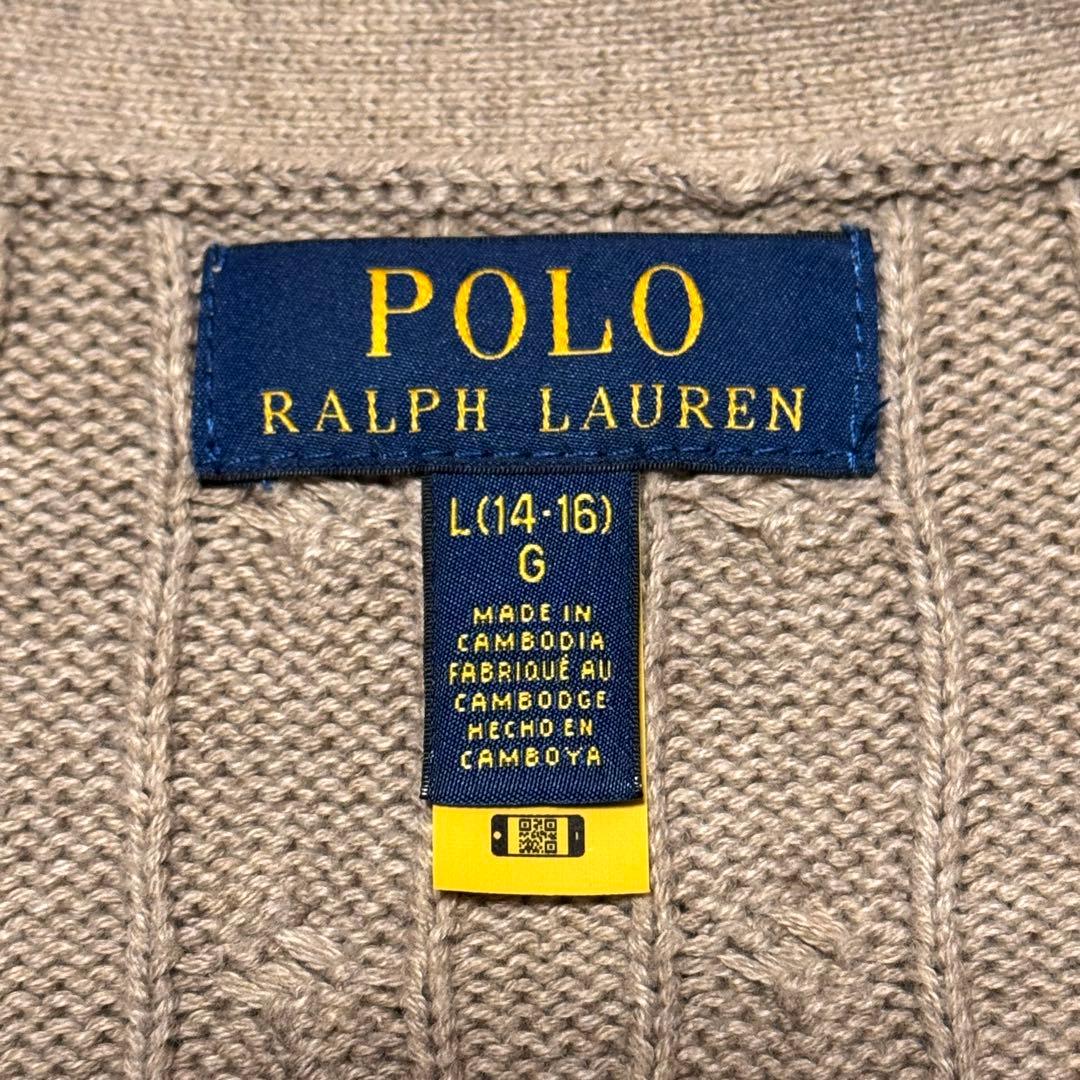 POLO
RALPH LAUREN
L(14-16)
G
MADE IN
CAMBODIA
FABRIQUÉ AU
CAMBODGE
HECHO EN
CAMBOYA